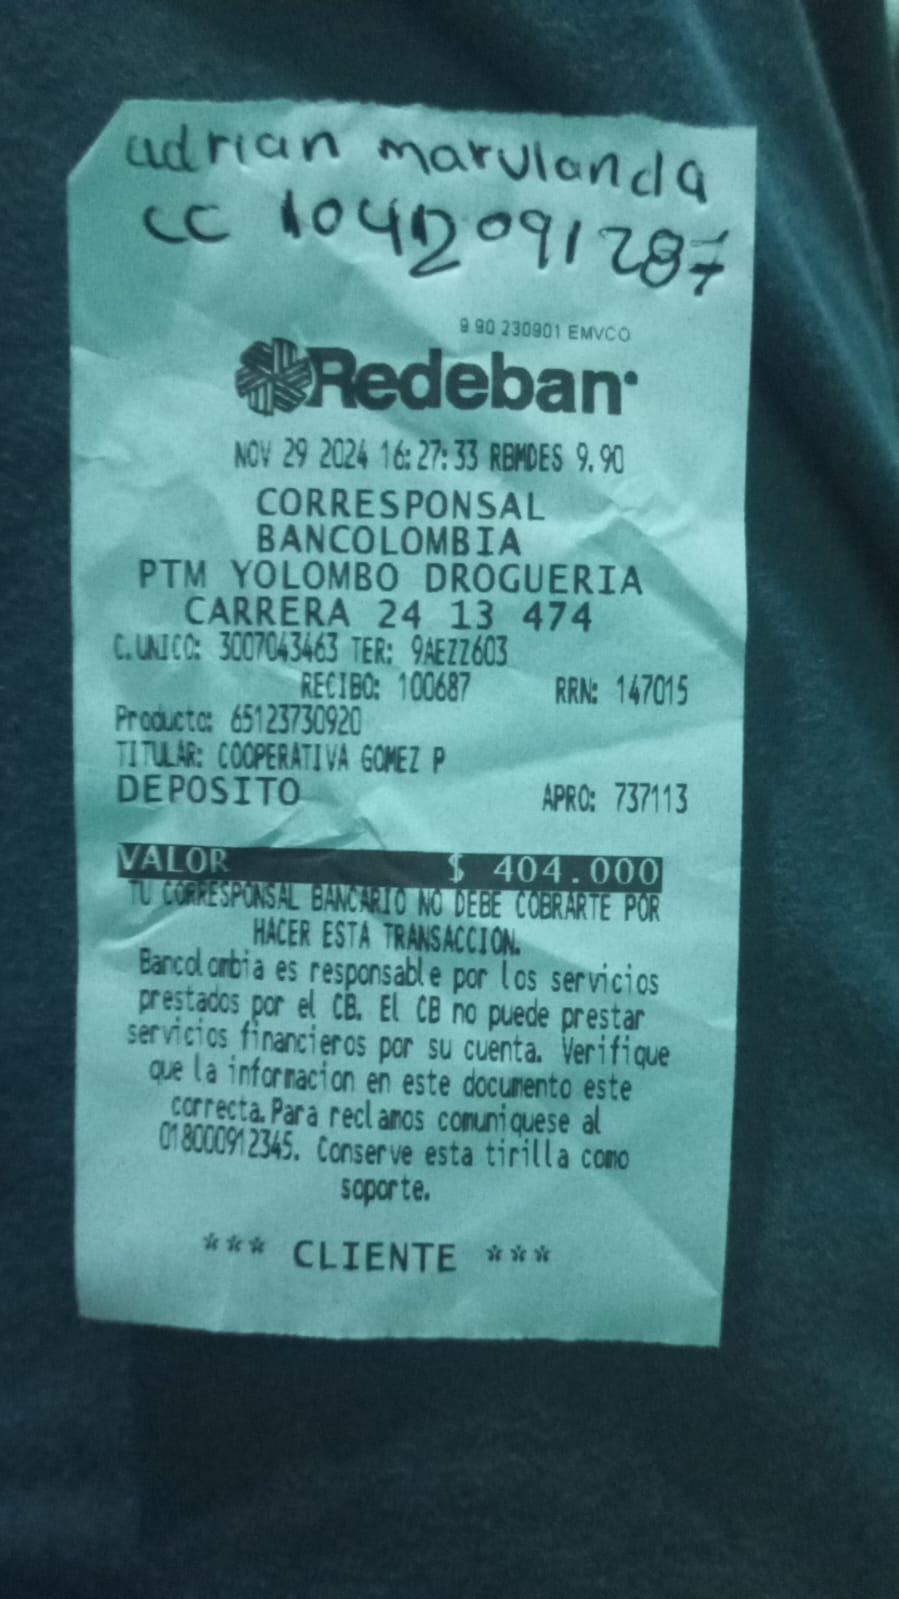 adrian marulanda
CC 1042091287
9.90 230901 EMVCO
Redeban
NOV 29 2024 16:27:33 RBMDES 9.90
CORRESPONSAL
BANCOLOMBIA
PTM YOLOMBO DROGUERIA
CARRERA 24 13 474
C.UNICO: 3007043463 TER: 9AEZZ603
RECIBO: 100687 RRN: 147015
Producto: 65123730920
TITULAR: COOPERATIVA GOMEZ P
DEPOSITO APRO: 737113
VALOR $ 404.000
TU CORRESPONSAL BANCARIO NO DEBE COBRARTE POR
HACER ESTA TRANSACCION.
Bancolombia es responsable por los servicios
prestados por el CB. El CB no puede prestar
servicios financieros por su cuenta. Verifique
que la informacion en este documento este
correcta.Para reclamos comuniquese al
018000912345. Conserve esta tirilla como
soporte.
*** CLIENTE ***